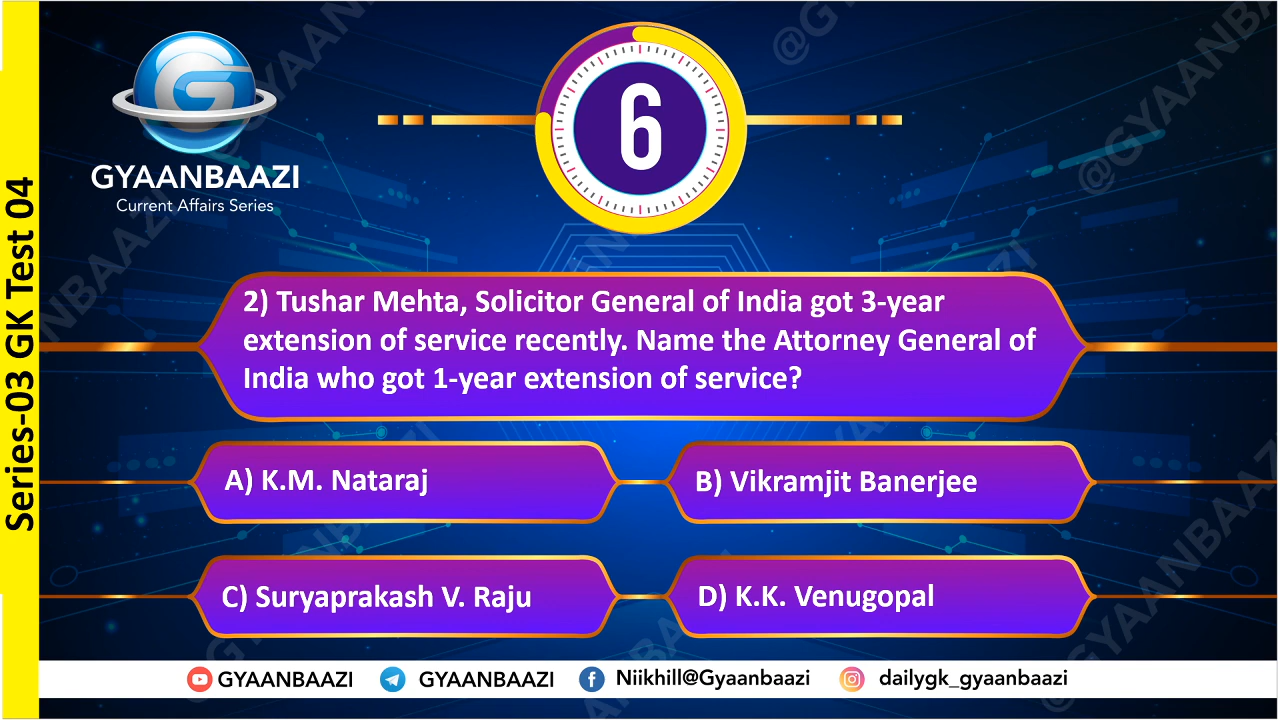 Series-03 GK Test 04
G
GYAANBAAZI
Current Affairs Series
6
2) Tushar Mehta, Solicitor General of India got 3-year
extension of service recently. Name the Attorney General of
India who got 1-year extension of service?
A) K.M. Nataraj
B) Vikramjit Banerjee
C) Suryaprakash V. Raju
D) K.K. Venugopal
GYAANBAAZI GYAANBAAZI Niikhill@Gyaanbaazi dailygk_gyaanbaazi
@GYAANBAAZI